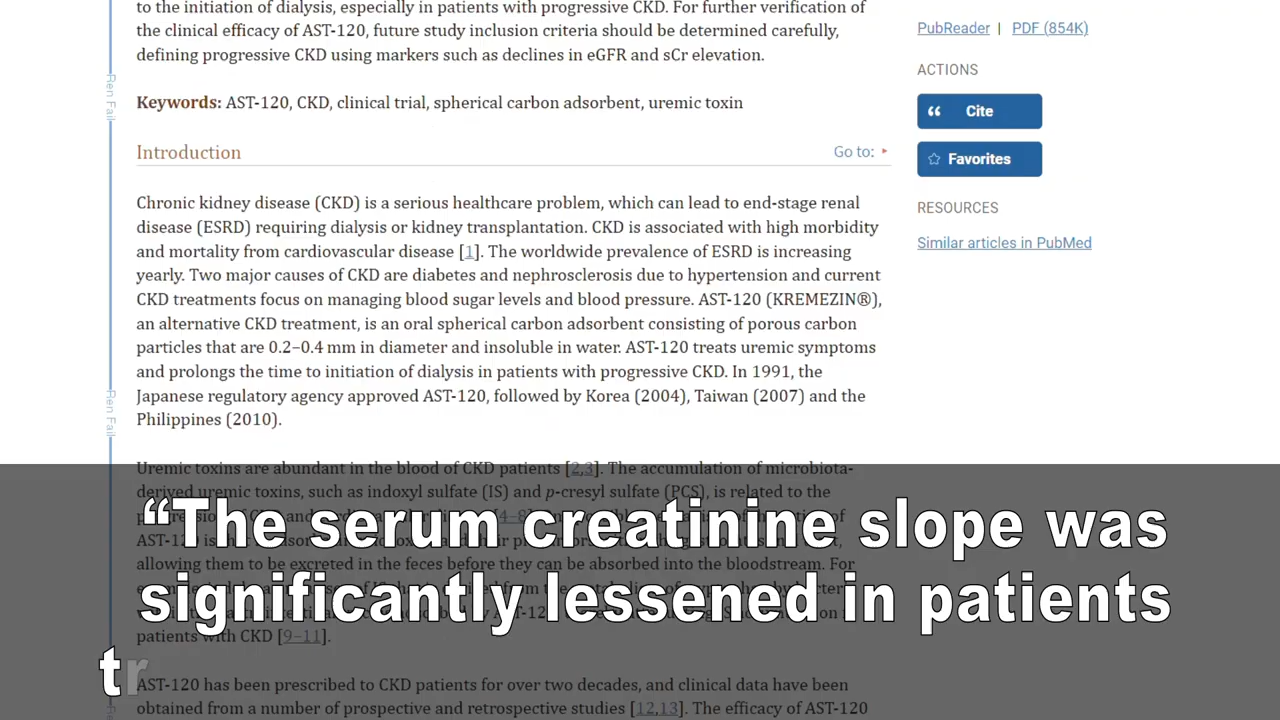 to the initiation of dialysis, especially in patients with progressive CKD. For further verification of
the clinical efficacy of AST-120, future study inclusion criteria should be determined carefully,
defining progressive CKD using markers such as declines in eGFR and sCr elevation.
Keywords: AST-120, CKD, clinical trial, spherical carbon adsorbent, uremic toxin
Introduction
Go to:
Chronic kidney disease (CKD) is a serious healthcare problem, which can lead to end-stage renal
disease (ESRD) requiring dialysis or kidney transplantation. CKD is associated with high morbidity
and mortality from cardiovascular disease [1]. The worldwide prevalence of ESRD is increasing
yearly. Two major causes of CKD are diabetes and nephrosclerosis due to hypertension and current
CKD treatments focus on managing blood sugar levels and blood pressure. AST-120 (KREMEZIN®),
an alternative CKD treatment, is an oral spherical carbon adsorbent consisting of porous carbon
particles that are 0.2–0.4 mm in diameter and insoluble in water. AST-120 treats uremic symptoms
and prolongs the time to initiation of dialysis in patients with progressive CKD. In 1991, the
Japanese regulatory agency approved AST-120, followed by Korea (2004), Taiwan (2007) and the
Philippines (2010).
Uremic toxins are abundant in the blood of CKD patients [2,3]. The accumulation of microbiota-
derived uremic toxins, such as indoxyl sulfate (IS) and p-cresyl sulfate (PCS), is related to the
allowing them to be excreted in the feces before they can be absorbed into the bloodstream. For
patients with CKD [9–11].
AST-120 has been prescribed to CKD patients for over two decades, and clinical data have been
obtained from a number of prospective and retrospective studies [12,13]. The efficacy of AST-120
Ren Fail
Ren Fail
PubReader | PDF (854K)
ACTIONS
Cite
Favorites
RESOURCES
Similar articles in PubMed
“The serum creatinine slope was
significantly lessened in patients
tr